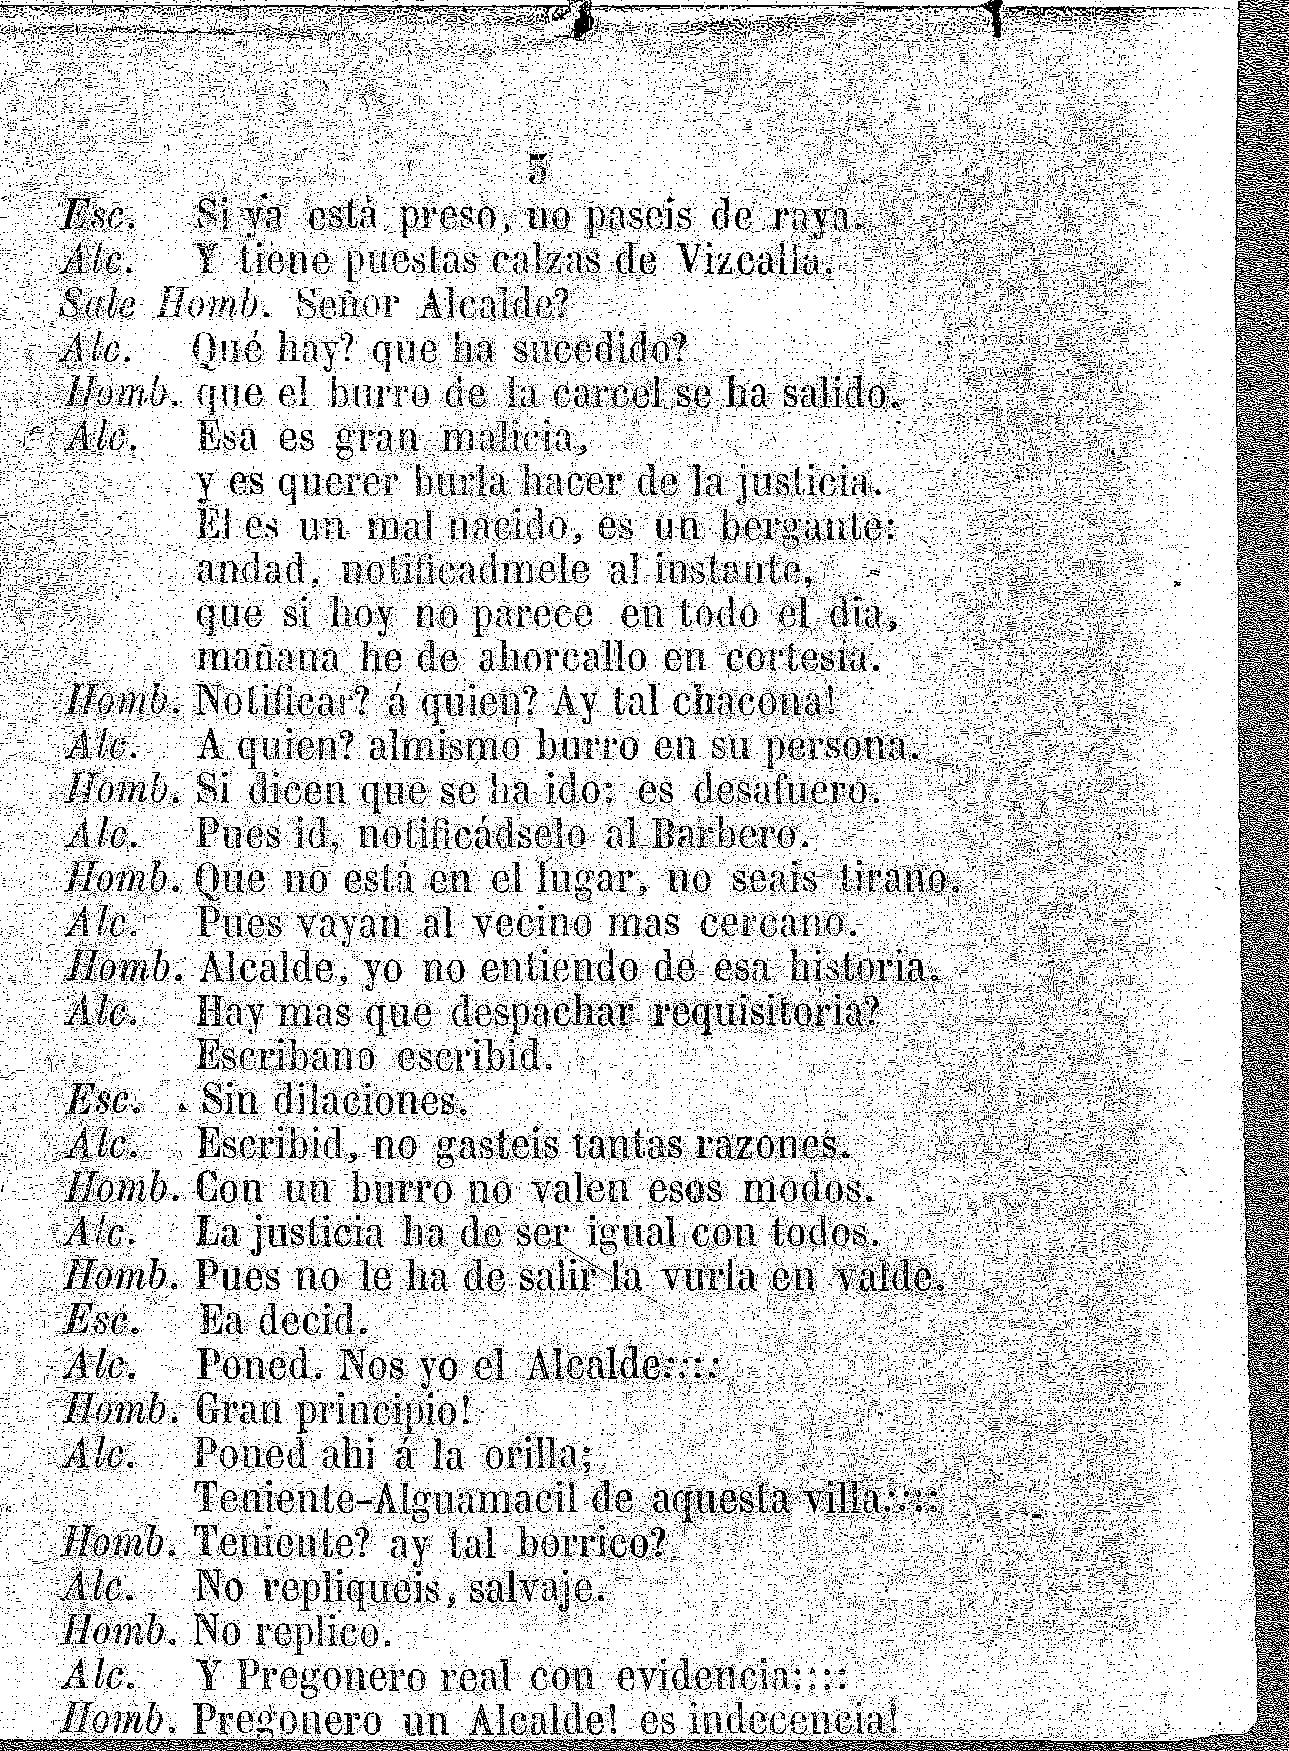 5
Esc. Si ya está preso, no paseis de raya.
Alc. Y tiene puestas calzas de Vizcalla.
Sale Homb. Señor Alcalde?
Alc. Qué hay? que ha sucedido?
Homb. que el burro de la carcel se ha salido.
Alc. Esa es gran malicia,
y es querer burla hacer de la justicia.
El es un mal nacido, es un bergante:
andad, notificadmele al instante,
que si hoy no parece en todo el dia,
mañana he de ahorcallo en cortesia.
Homb. Notificar? á quien? Ay tal chacona!
Alc. A quien? almismo burro en su persona.
Homb. Si dicen que se ha ido: es desafuero.
Alc. Pues id, notificádselo al Barbero.
Homb. Que no está en el lugar, no seais tirano.
Alc. Pues vayan al vecino mas cercano.
Homb. Alcalde, yo no entiendo de esa historia.
Alc. Hay mas que despachar requisitoria?
Escribano escribid.
Esc. Sin dilaciones.
Alc. Escribid, no gasteis tantas razones.
Homb. Con un burro no valen esos modos.
Alc. La justicia ha de ser igual con todos.
Homb. Pues no le ha de salir la vurla en valde.
Esc. Ea decid.
Alc. Poned. Nos yo el Alcalde::::
Homb. Gran principio!
Alc. Poned ahi á la orilla;
Teniente-Alguamacil de aquesta villa::::
Homb. Teniente? ay tal borrico?
Alc. No repliqueis, salvaje.
Homb. No replico.
Alc. Y Pregonero real con evidencia::::
Homb. Pregonero un Alcalde! es indecencia!